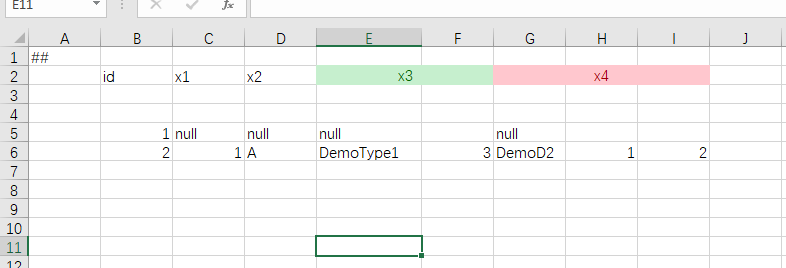 E11
fx
A B C D E F G H I J
1 ##
2 id x1 x2 x3 x4
3
4
5 1 null null null null
6 2 1 A DemoType1 3 DemoD2 1 2
7
8
9
10
11
12